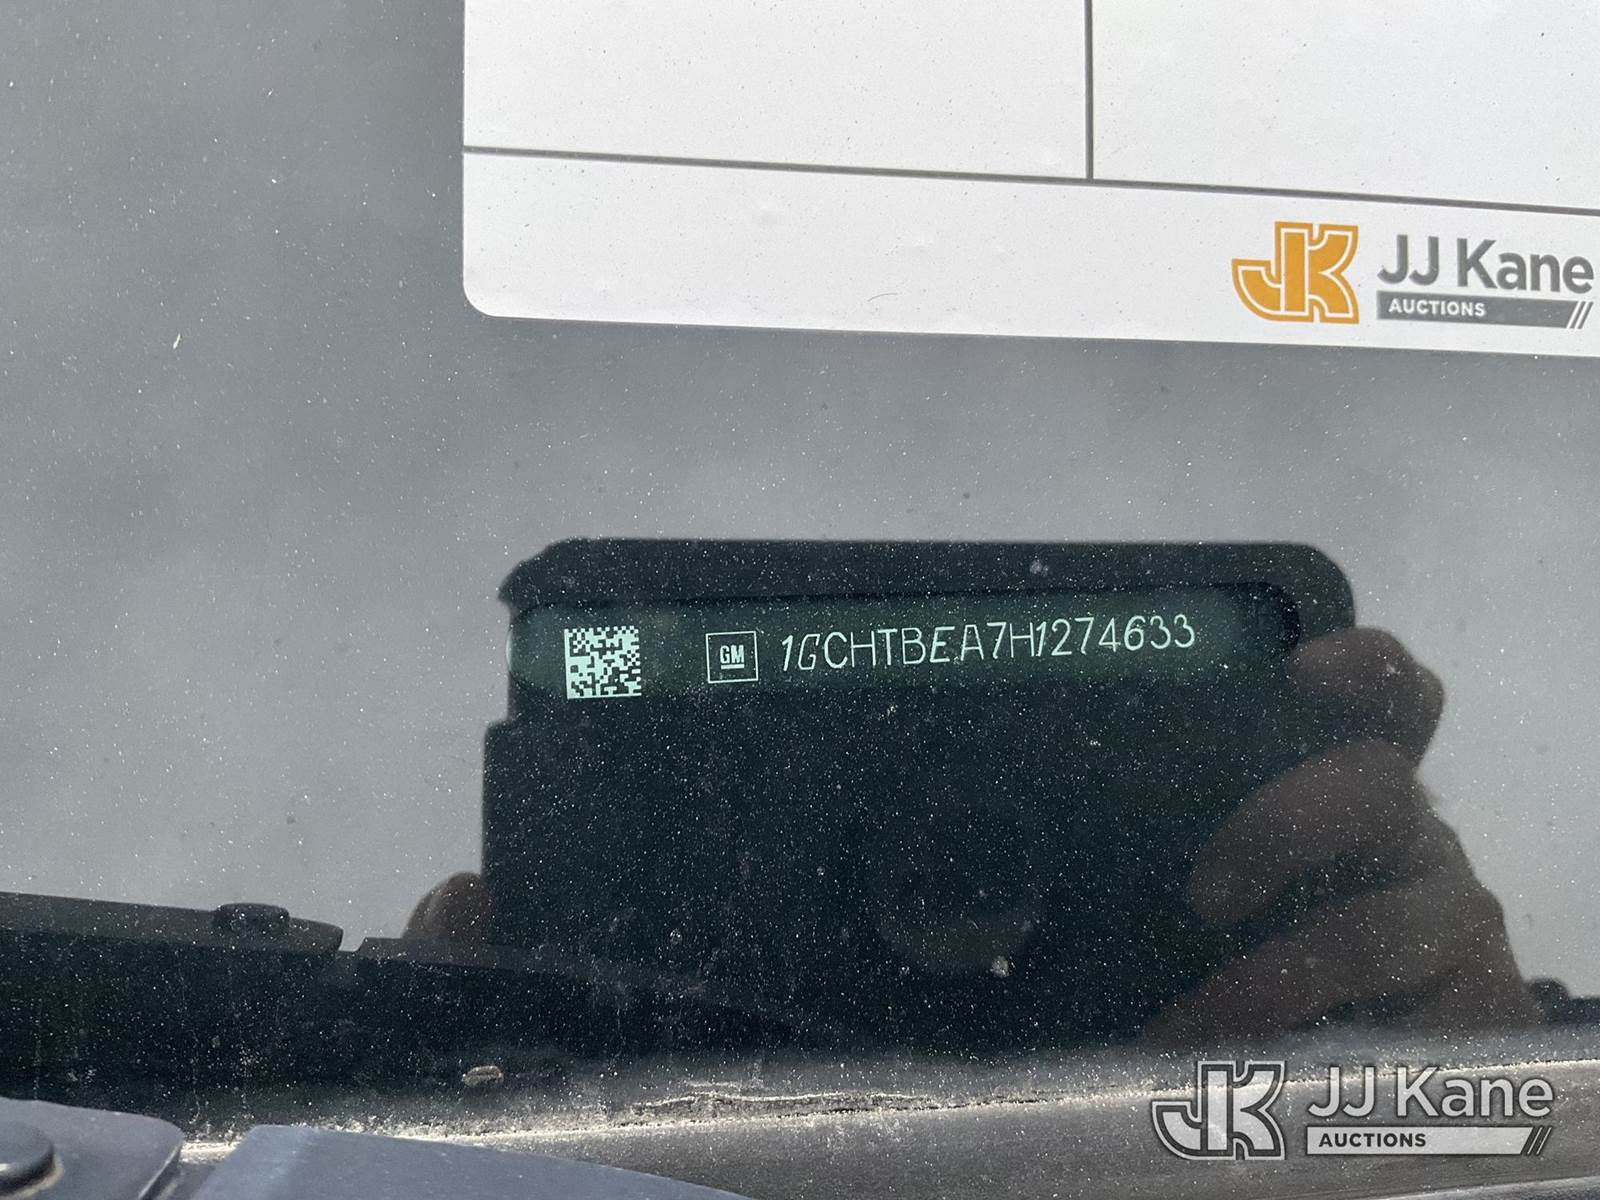 JJ Kane
AUCTIONS
GM 1GCHTBEA7H1274633
JJ Kane
AUCTIONS